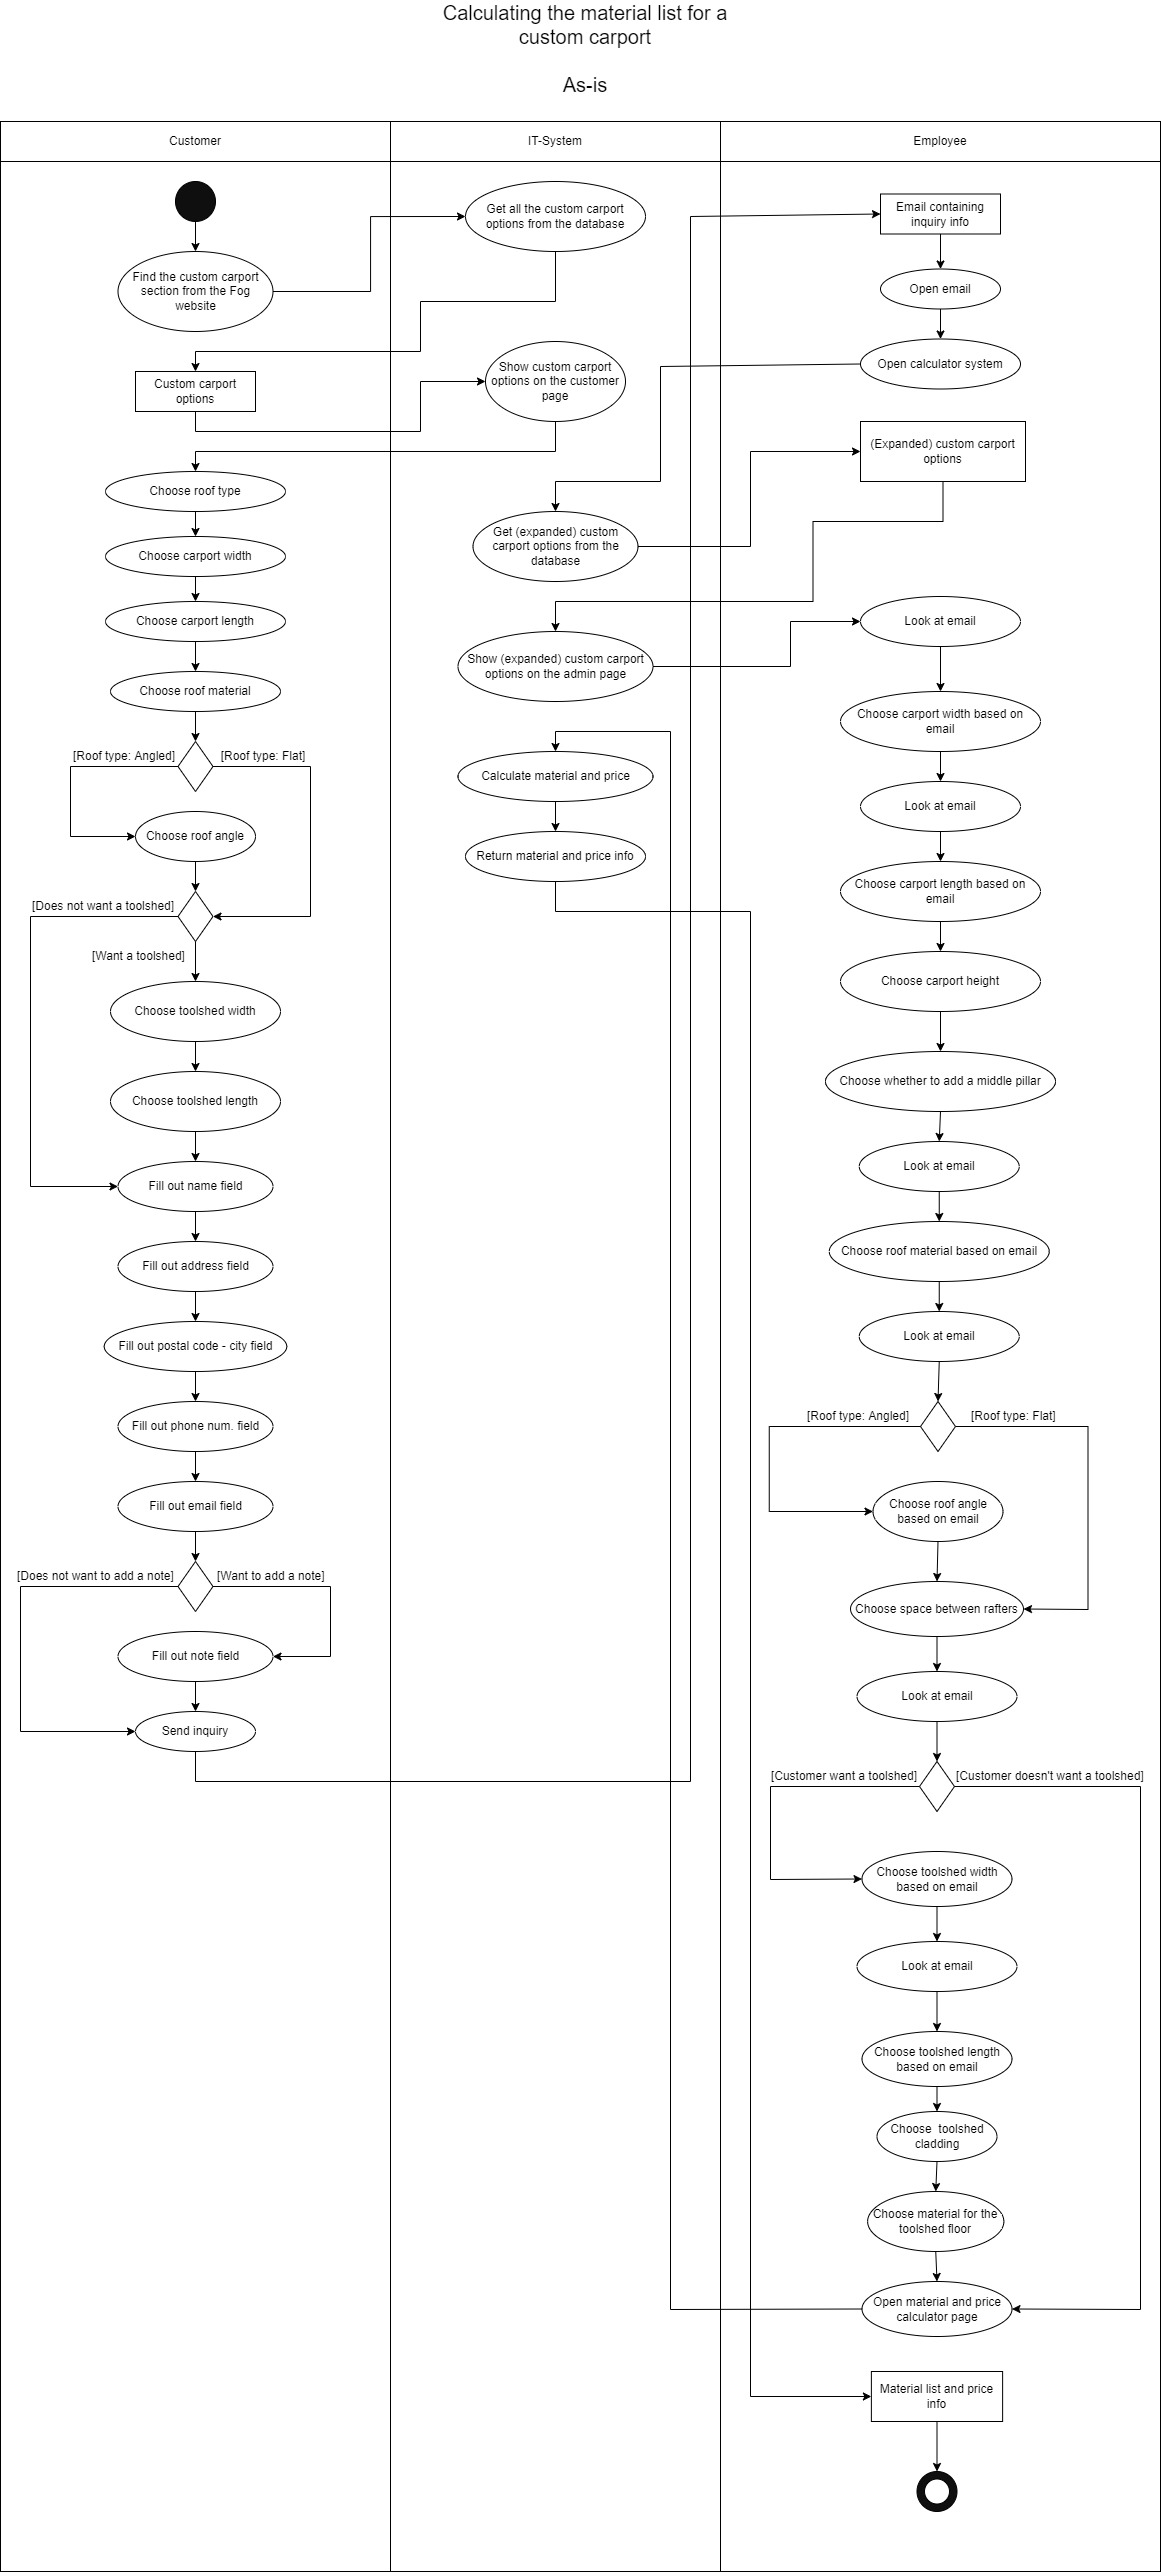 Calculating the material list for a
custom carport
As-is
Customer
IT-System
Employee
Find the custom carport
section from the Fog
website
Custom carport
options
Choose roof type
Choose carport width
Choose carport length
Choose roof material
[Roof type: Angled]
[Roof type: Flat]
Choose roof angle
[Does not want a toolshed]
[Want a toolshed]
Choose toolshed width
Choose toolshed length
Fill out name field
Fill out address field
Fill out postal code - city field
Fill out phone num. field
Fill out email field
[Does not want to add a note]
[Want to add a note]
Fill out note field
Send inquiry
Get all the custom carport
options from the database
Show custom carport
options on the customer
page
Get (expanded) custom
carport options from the
database
Show (expanded) custom carport
options on the admin page
Calculate material and price
Return material and price info
Email containing
inquiry info
Open email
Open calculator system
(Expanded) custom carport
options
Look at email
Choose carport width based on
email
Look at email
Choose carport length based on
email
Choose carport height
Choose whether to add a middle pillar
Look at email
Choose roof material based on email
Look at email
[Roof type: Angled]
[Roof type: Flat]
Choose roof angle
based on email
Choose space between rafters
Look at email
[Customer want a toolshed]
[Customer doesn't want a toolshed]
Choose toolshed width
based on email
Look at email
Choose toolshed length
based on email
Choose  toolshed
cladding
Choose material for the
toolshed floor
Open material and price
calculator page
Material list and price
info